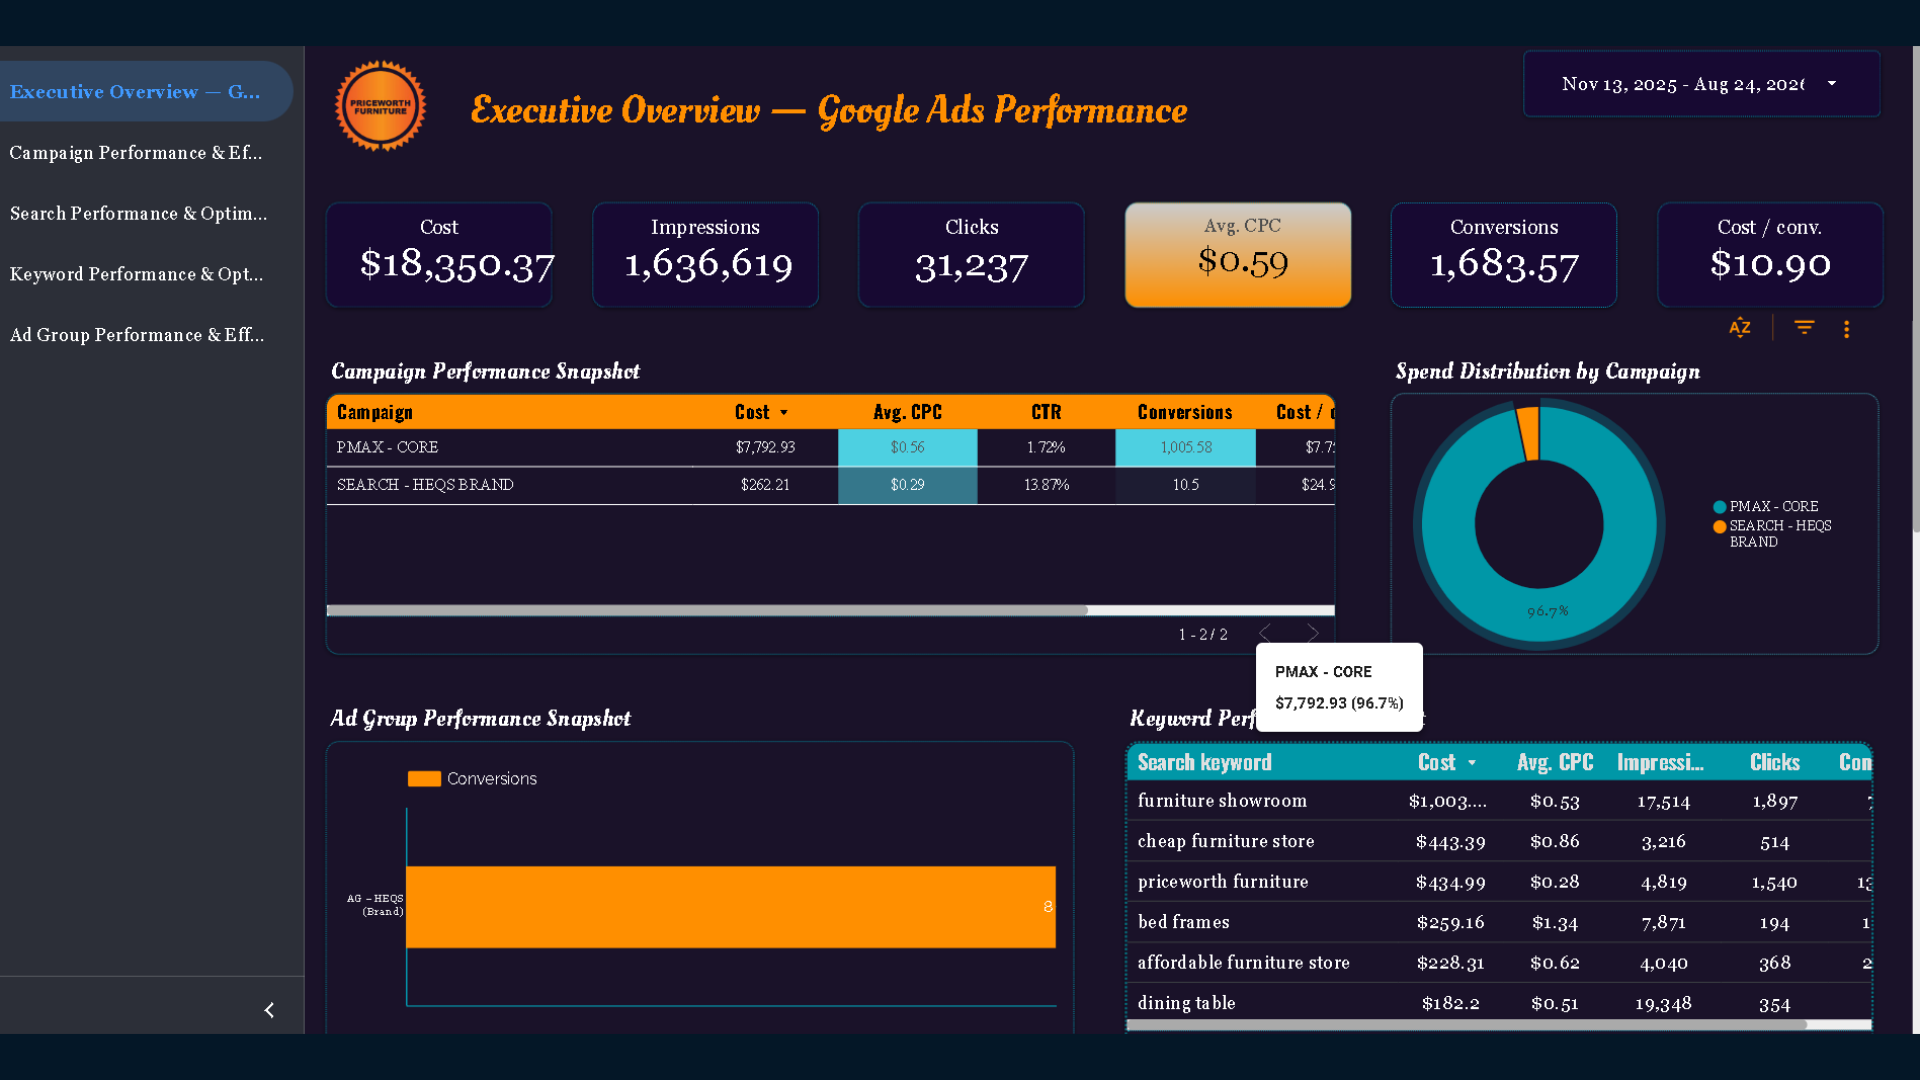 Executive Overview — G...
Campaign Performance & Ef...
Search Performance & Optim...
Keyword Performance & Opt...
Ad Group Performance & Eff...
PRICEWORTH
FURNITURE
Executive Overview — Google Ads Performance
Nov 13, 2025 - Aug 24, 202
Cost
$18,350.37
Impressions
1,636,619
Clicks
31,237
Avg. CPC
$0.59
Conversions
1,683.57
Cost / conv.
$10.90
AZ
Campaign Performance Snapshot
Campaign Cost Avg. CPC CTR Conversions Cost /
PMAX - CORE $7,792.93 $0.56 1.72% 1,005.58 $7.7
SEARCH - HEQS BRAND $262.21 $0.29 13.87% 10.5 $24.9
1 - 2 / 2
Spend Distribution by Campaign
PMAX - CORE
SEARCH - HEQS
BRAND
96.7%
PMAX - CORE
$7,792.93 (96.7%)
Ad Group Performance Snapshot
Conversions
AG - HEQS
(Brand)
8
Keyword Perf
Search keyword Cost Avg. CPC Impressi... Clicks Con
furniture showroom $1,003.... $0.53 17,514 1,897
cheap furniture store $443.39 $0.86 3,216 514
priceworth furniture $434.99 $0.28 4,819 1,540 13
bed frames $259.16 $1.34 7,871 194 1
affordable furniture store $228.31 $0.62 4,040 368 2
dining table $182.2 $0.51 19,348 354